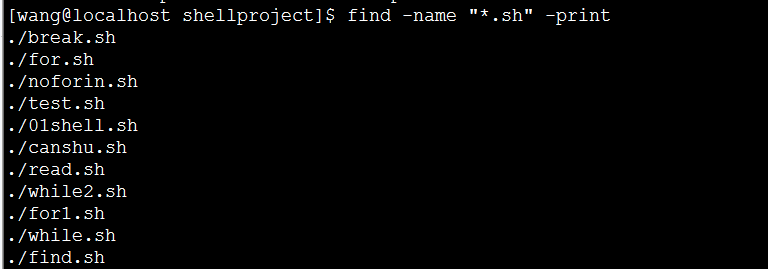 [wang@localhost shellproject]$ find -name "*.sh" -print
./break.sh
./for.sh
./noforin.sh
./test.sh
./01shell.sh
./canshu.sh
./read.sh
./while2.sh
./for1.sh
./while.sh
./find.sh